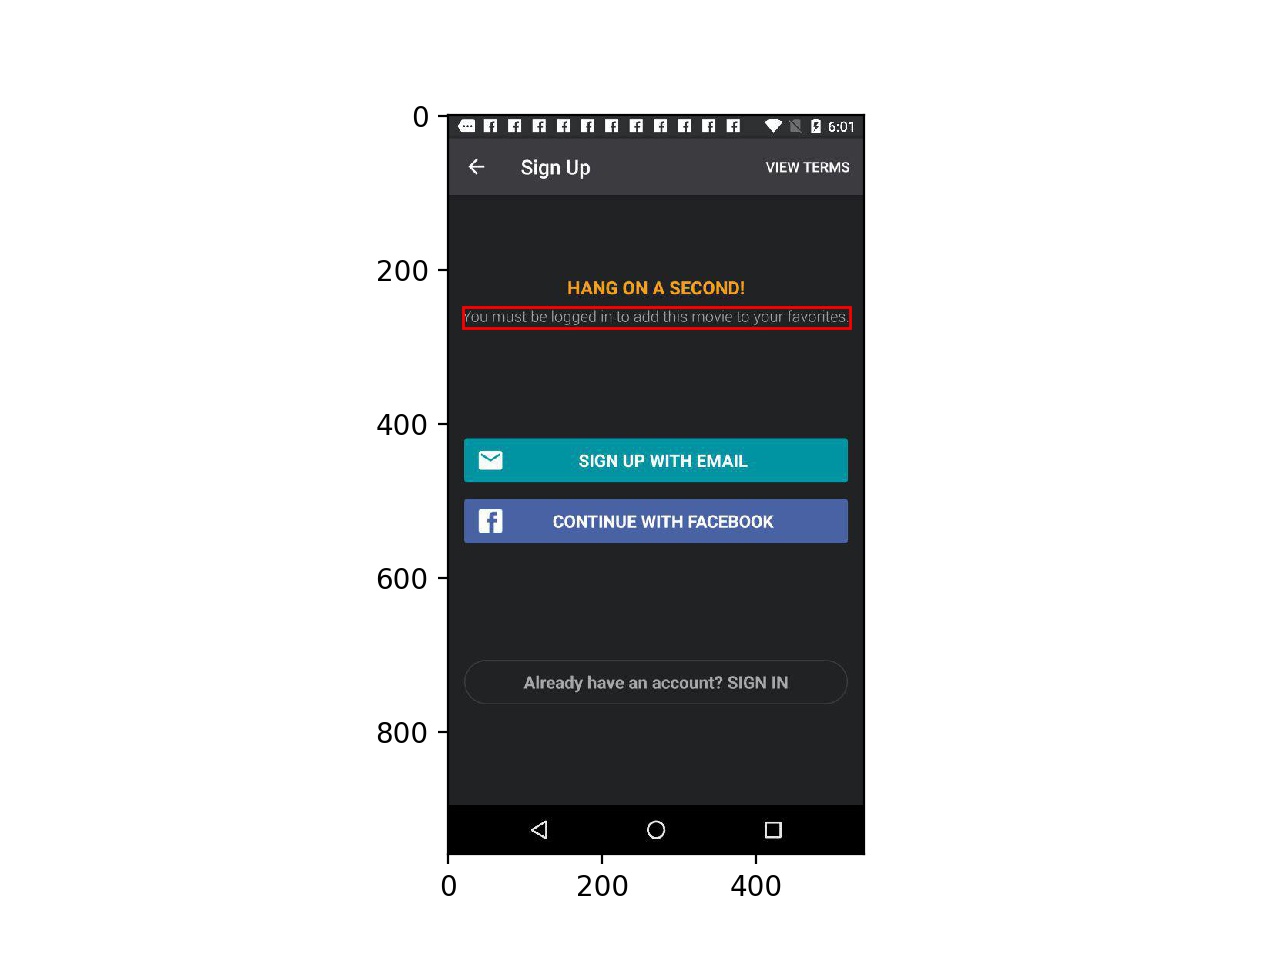 6:01
Sign Up
VIEW TERMS
HANG ON A SECOND!
You must be logged in to add this movie to your favorites.
SIGN UP WITH EMAIL
CONTINUE WITH FACEBOOK
Already have an account? SIGN IN
0
200
400
600
800
0
200
400